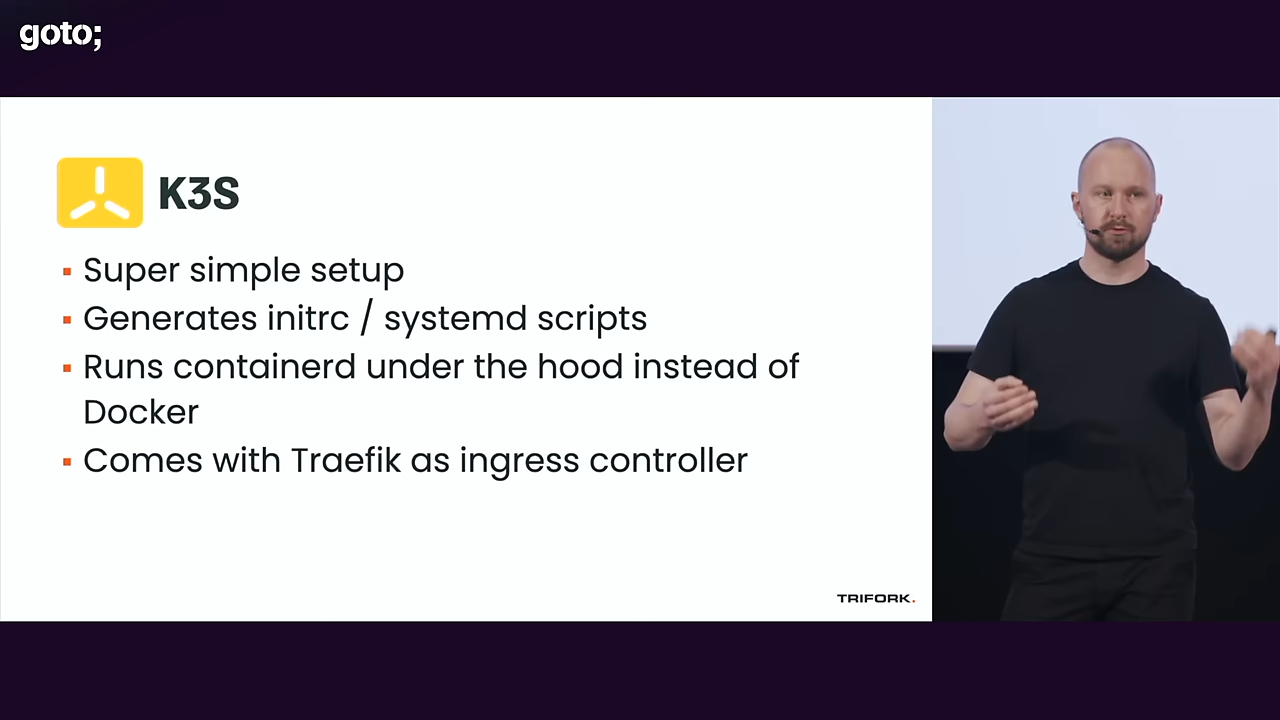 goto;
K3S
Super simple setup
Generates initrc / systemd scripts
Runs containerd under the hood instead of
Docker
Comes with Traefik as ingress controller
TRIFORK.